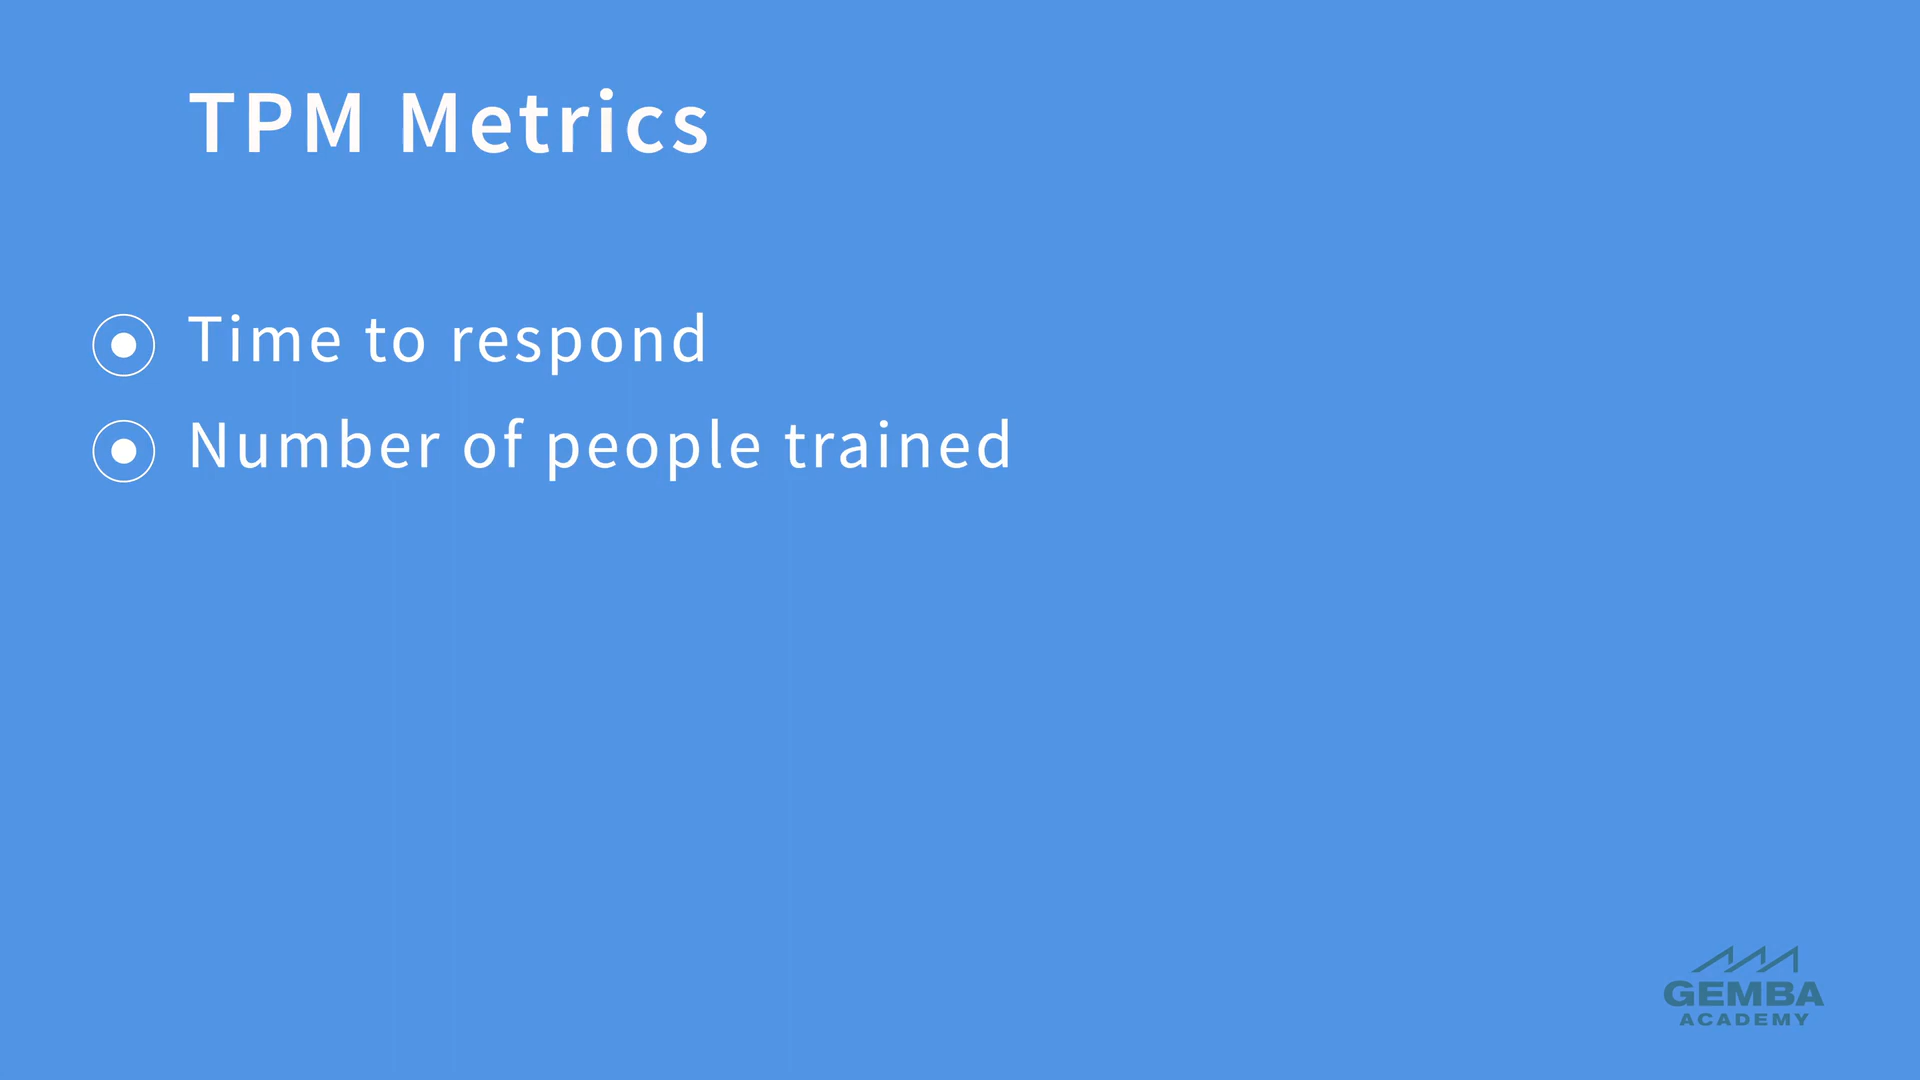 TPM Metrics
Time to respond
Number of people trained
GEMBA
ACADEMY